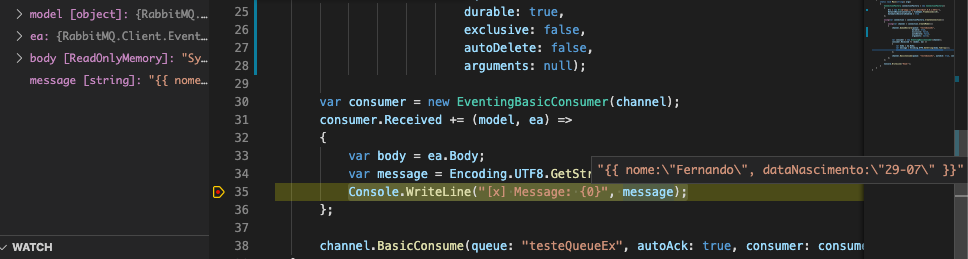 model [object]: {RabbitMQ....
ea: {RabbitMQ.Client.Event...
body [ReadOnlyMemory]: "Sy...
message [string]: "{{ nome...
WATCH
25 durable: true,
26 exclusive: false,
27 autoDelete: false,
28 arguments: null);
29
30 var consumer = new EventingBasicConsumer(channel);
31 consumer.Received += (model, ea) =>
32 {
33 var body = ea.Body;
34 var message = Encoding.UTF8.GetStr
"{{ nome:\"Fernando\", dataNascimento:\"29-07\" }}"
35 Console.WriteLine("[x] Message: {0}", message);
36 };
37
38 channel.BasicConsume(queue: "testeQueueEx", autoAck: true, consumer: consume